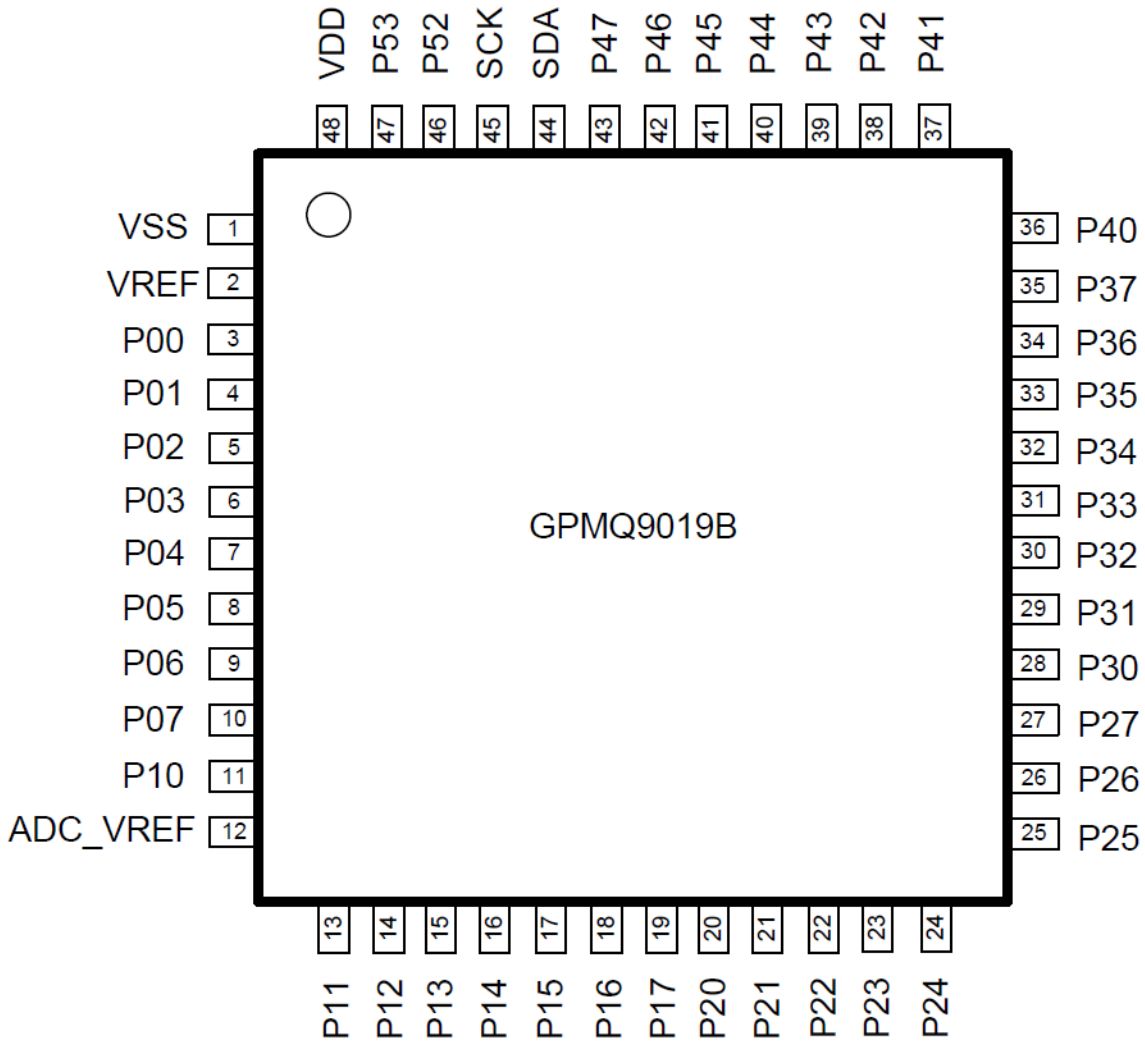 VDD P53 P52 SCK SDA P47 P46 P45 P44 P43 P42 P41
48 47 46 45 44 43 42 41 40 39 38 37
VSS 1 36 P40
VREF 2 35 P37
P00 3 34 P36
P01 4 33 P35
P02 5 32 P34
P03 6 31 P33
GPMQ9019B
P04 7 30 P32
P05 8 29 P31
P06 9 28 P30
P07 10 27 P27
P10 11 26 P26
ADC_VREF 12 25 P25
13 14 15 16 17 18 19 20 21 22 23 24
P11 P12 P13 P14 P15 P16 P17 P20 P21 P22 P23 P24